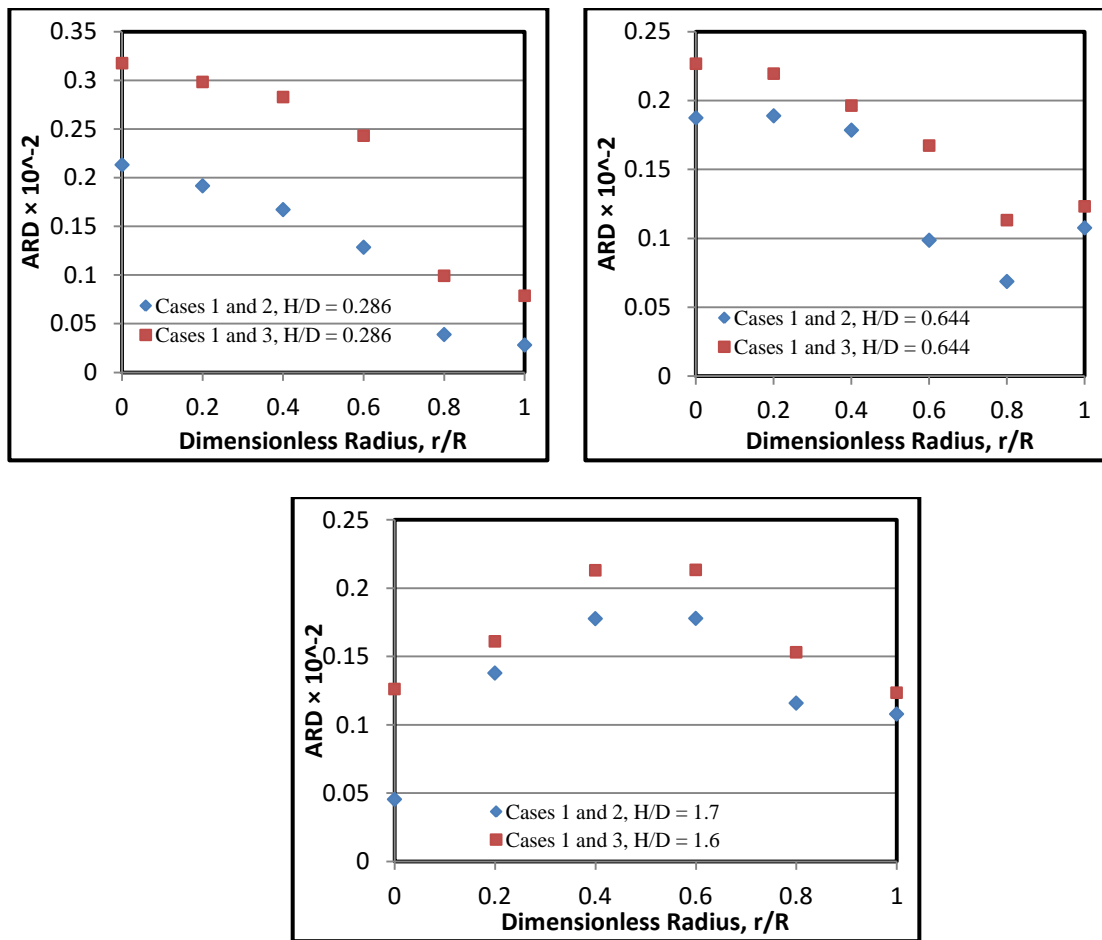 0.35
0.3
0.25
0.2
0.15
0.1
0.05
0
ARD × 10^-2
Cases 1 and 2, H/D = 0.286
Cases 1 and 3, H/D = 0.286
0 0.2 0.4 0.6 0.8 1
Dimensionless Radius, r/R
0.25
0.2
0.15
0.1
0.05
0
ARD × 10^-2
Cases 1 and 2, H/D = 0.644
Cases 1 and 3, H/D = 0.644
0 0.2 0.4 0.6 0.8 1
Dimensionless Radius, r/R
0.25
0.2
0.15
0.1
0.05
0
ARD × 10^-2
Cases 1 and 2, H/D = 1.7
Cases 1 and 3, H/D = 1.6
0 0.2 0.4 0.6 0.8 1
Dimensionless Radius, r/R